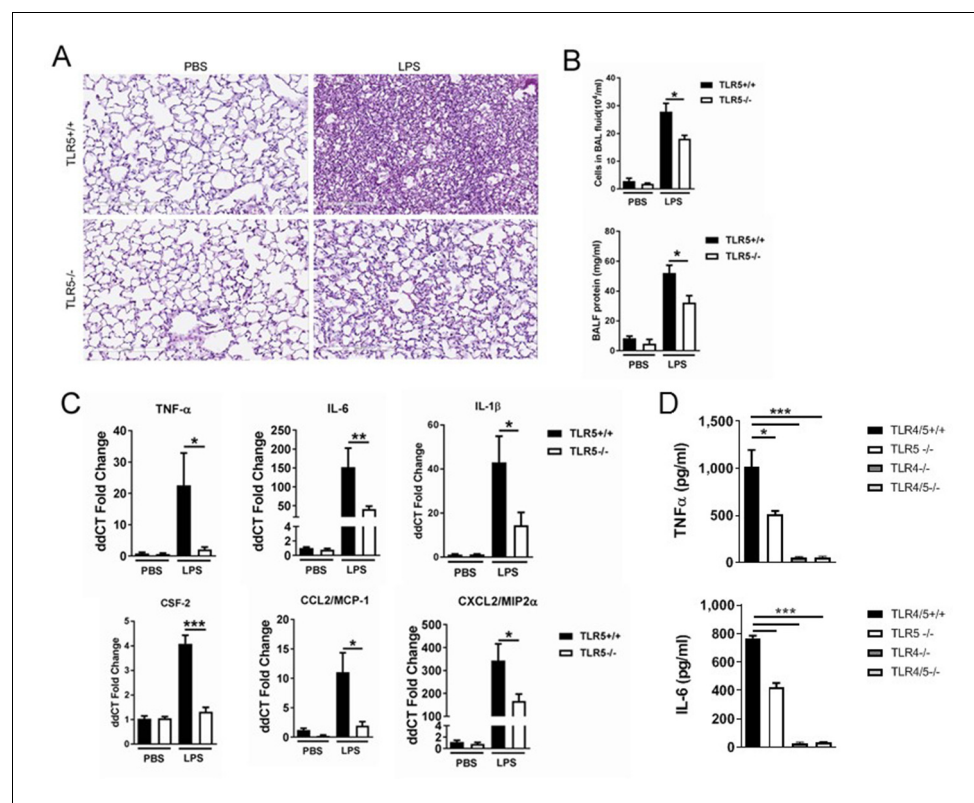 A
PBS
LPS
TLR5+/+
TLR5-/-
B
Cells in BAL fluid(10⁴/ml)
40
30
20
10
0
PBS
LPS
*
TLR5+/+
TLR5-/-
BALF protein (mg/ml)
80
60
40
20
0
PBS
LPS
*
TLR5+/+
TLR5-/-
C
TNF-α
ddCT Fold Change
40
30
20
10
0
PBS
LPS
*
IL-6
ddCT Fold Change
250
200
150
100
50
4
2
0
PBS
LPS
**
IL-1β
ddCT Fold Change
60
40
20
0
PBS
LPS
*
TLR5+/+
TLR5-/-
CSF-2
ddCT Fold Change
5
4
3
2
1
0
PBS
LPS
***
CCL2/MCP-1
ddCT Fold Change
15
10
5
0
PBS
LPS
*
CXCL2/MIP2α
ddCT Fold Change
500
400
300
200
100
4
2
0
PBS
LPS
*
TLR5+/+
TLR5-/-
D
TNFα (pg/ml)
1,500
1,000
500
0
***
*
TLR4/5+/+
TLR5 -/-
TLR4-/-
TLR4/5-/-
IL-6 (pg/ml)
1,000
800
600
400
200
0
***
TLR4/5+/+
TLR5 -/-
TLR4-/-
TLR4/5-/-